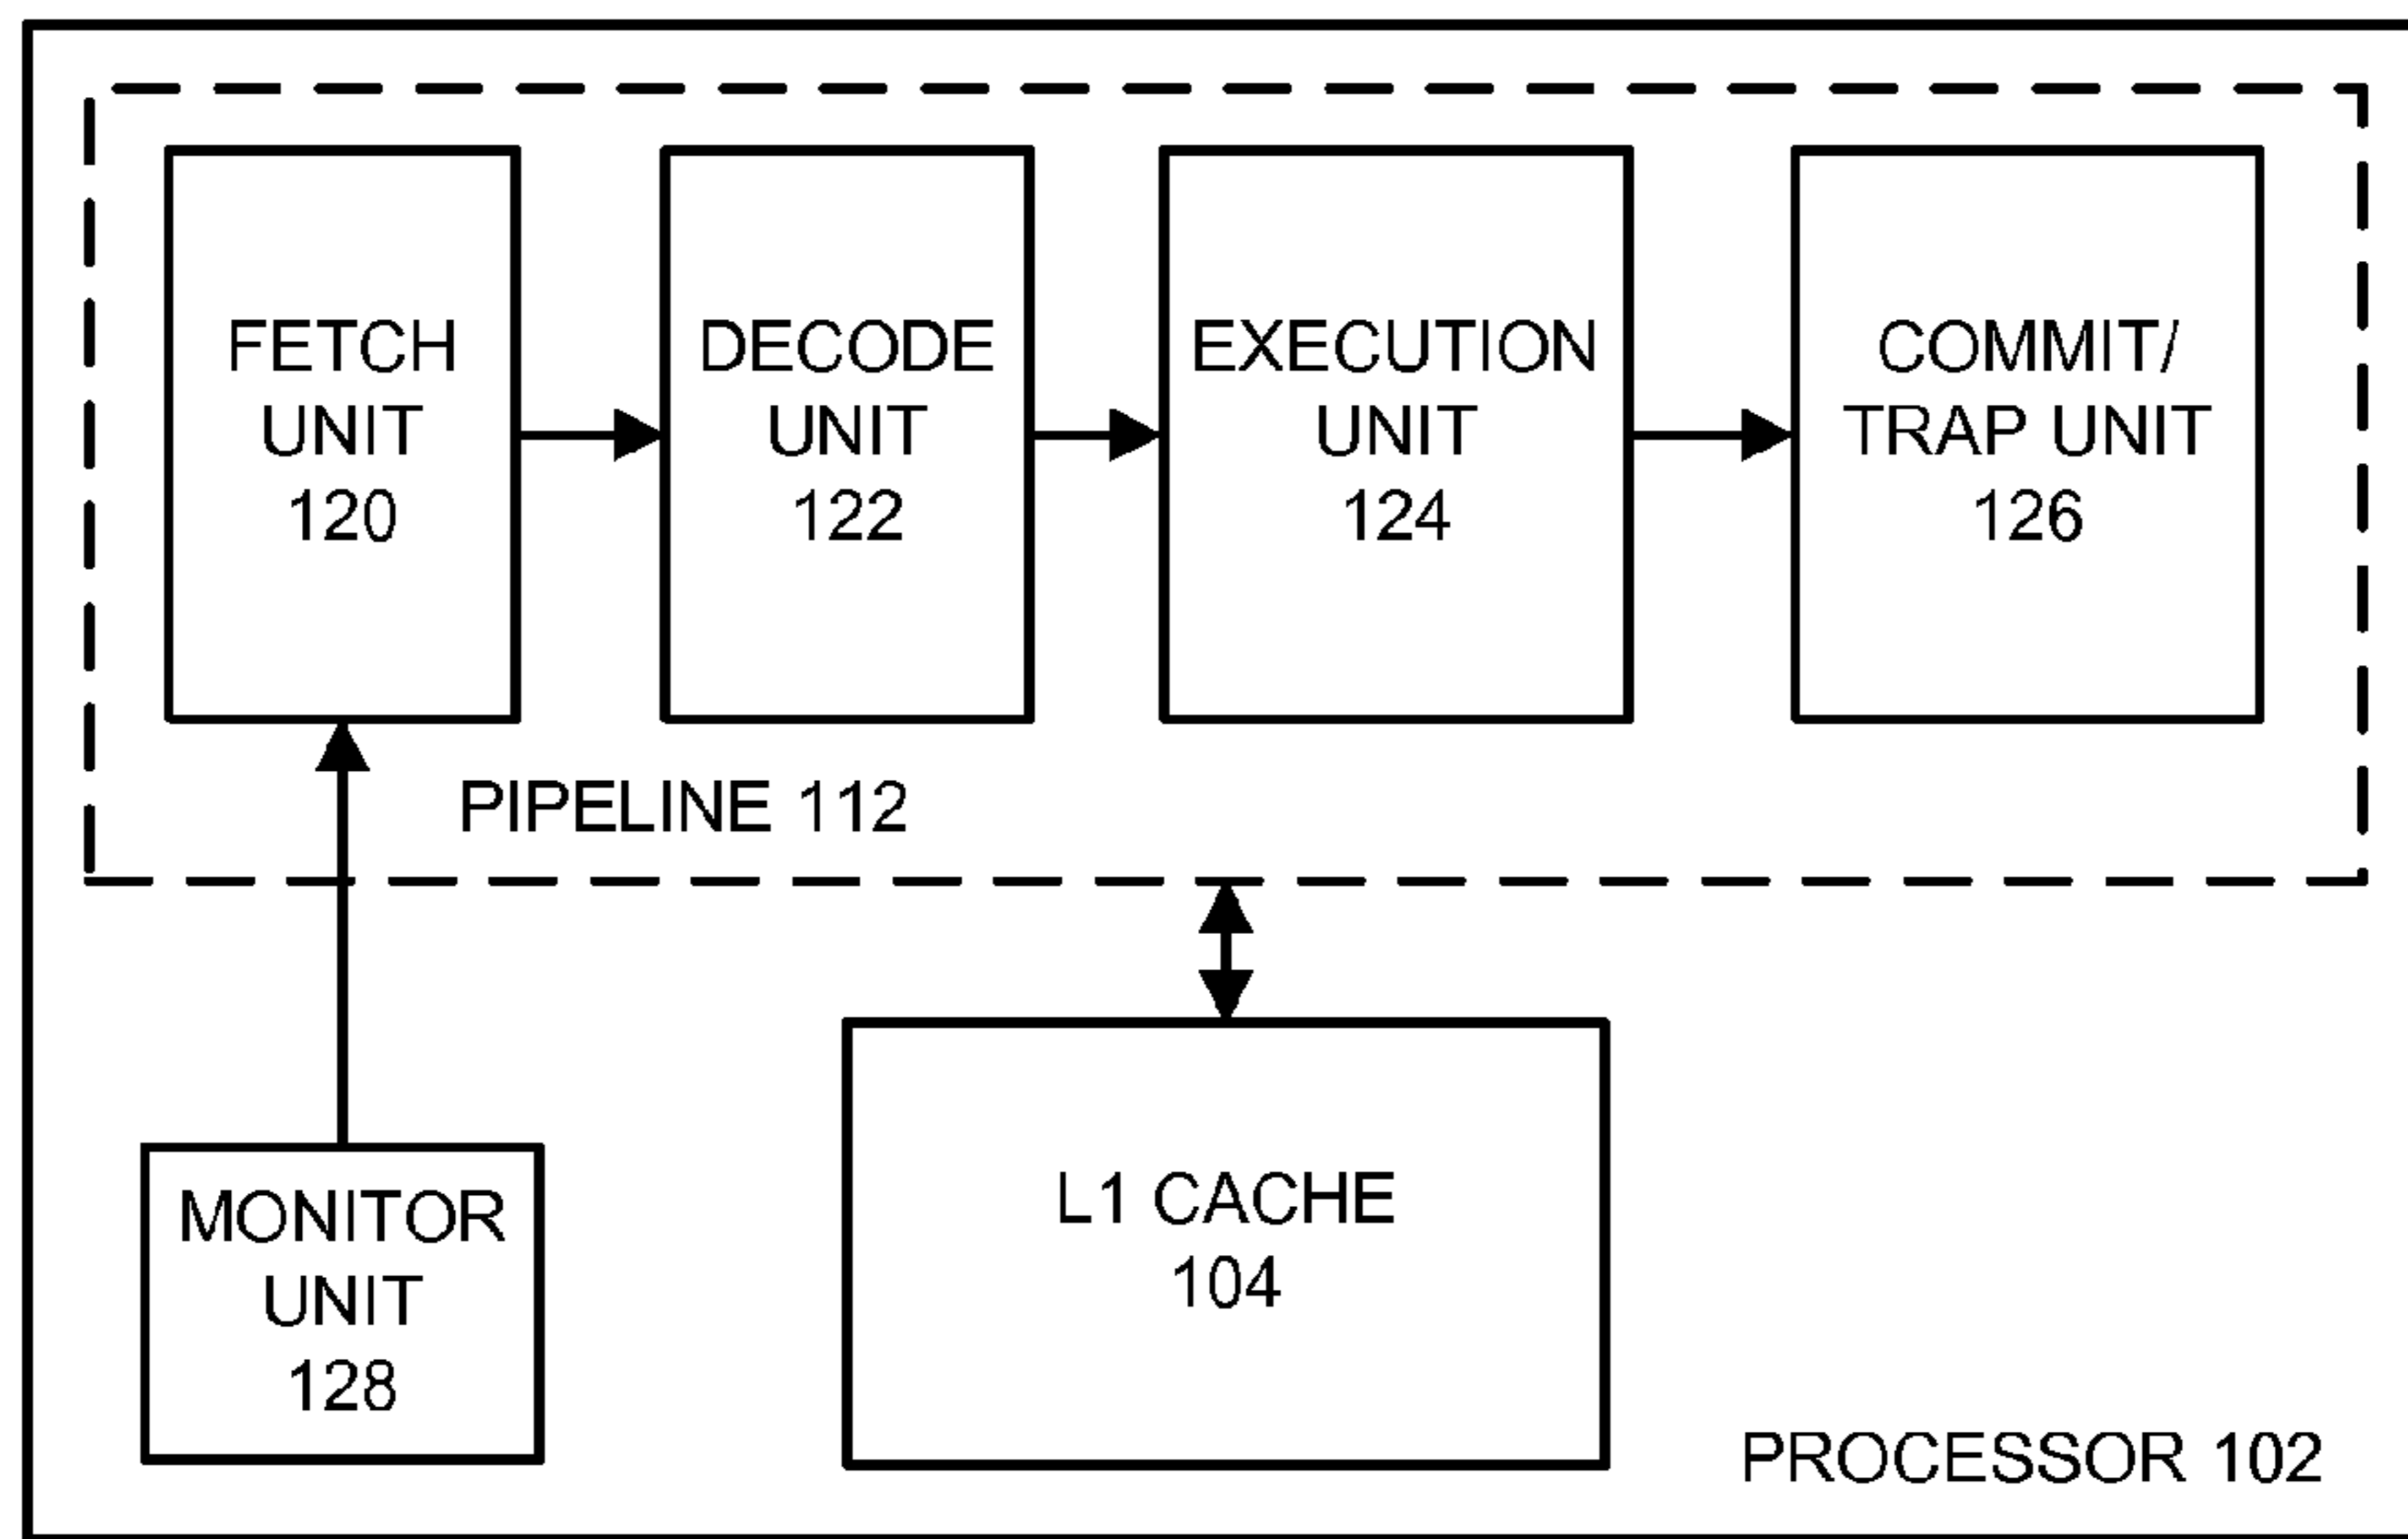 FETCH
UNIT
120
DECODE
UNIT
122
EXECUTION
UNIT
124
COMMIT/
TRAP UNIT
126
PIPELINE 112
MONITOR
UNIT
128
L1 CACHE
104
PROCESSOR 102